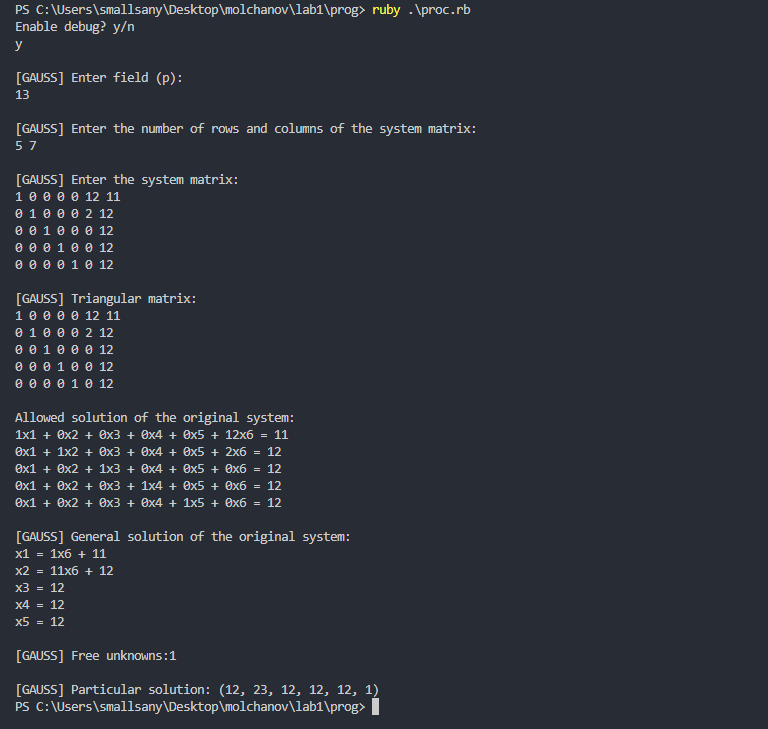 PS C:\Users\smallsany\Desktop\molchanov\lab1\prog> ruby .\proc.rb
Enable debug? y/n
y
[GAUSS] Enter field (p):
13
[GAUSS] Enter the number of rows and columns of the system matrix:
5 7
[GAUSS] Enter the system matrix:
1 0 0 0 0 12 11
0 1 0 0 0 2 12
0 0 1 0 0 0 12
0 0 0 1 0 0 12
0 0 0 0 1 0 12
[GAUSS] Triangular matrix:
1 0 0 0 0 12 11
0 1 0 0 0 2 12
0 0 1 0 0 0 12
0 0 0 1 0 0 12
0 0 0 0 1 0 12
Allowed solution of the original system:
1x1 + 0x2 + 0x3 + 0x4 + 0x5 + 12x6 = 11
0x1 + 1x2 + 0x3 + 0x4 + 0x5 + 2x6 = 12
0x1 + 0x2 + 1x3 + 0x4 + 0x5 + 0x6 = 12
0x1 + 0x2 + 0x3 + 1x4 + 0x5 + 0x6 = 12
0x1 + 0x2 + 0x3 + 0x4 + 1x5 + 0x6 = 12
[GAUSS] General solution of the original system:
x1 = 1x6 + 11
x2 = 11x6 + 12
x3 = 12
x4 = 12
x5 = 12
[GAUSS] Free unknowns:1
[GAUSS] Particular solution: (12, 23, 12, 12, 12, 1)
PS C:\Users\smallsany\Desktop\molchanov\lab1\prog>